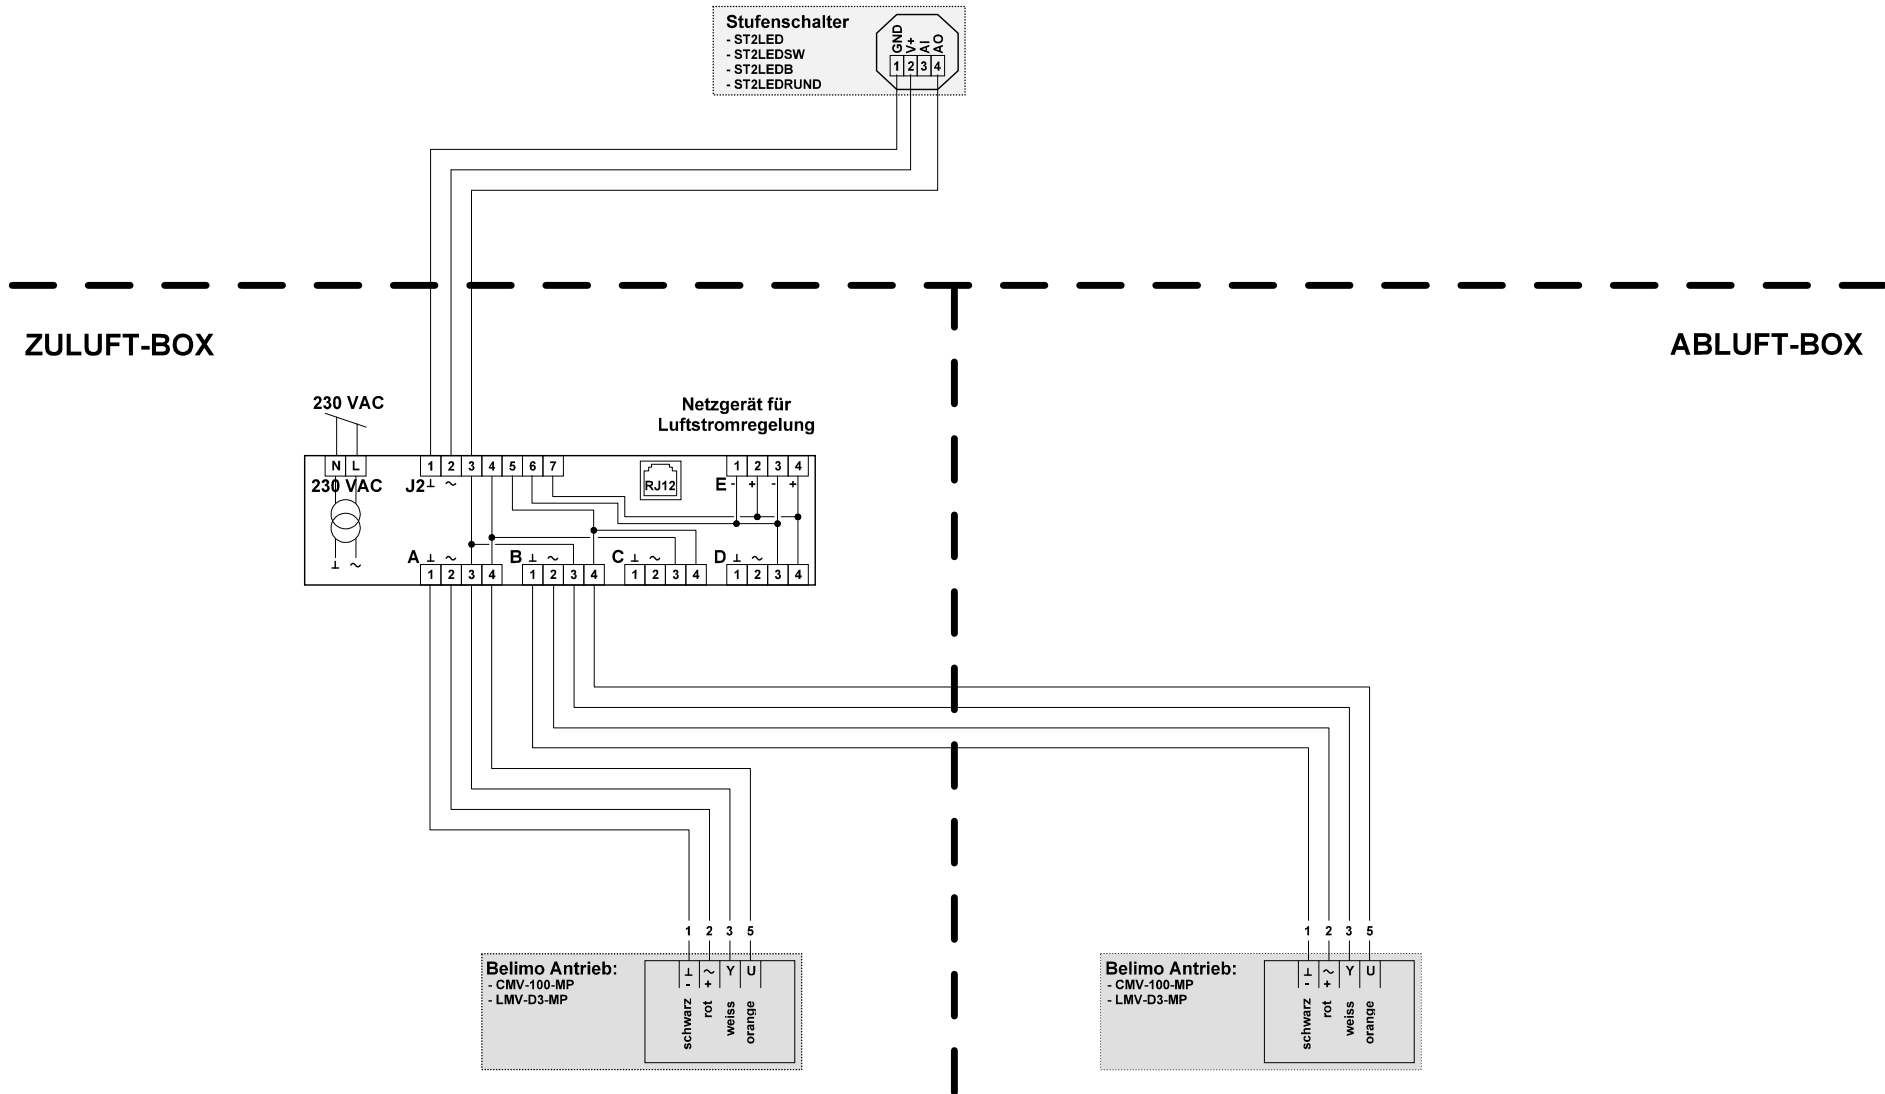 Stufenschalter
- ST2LED
- ST2LEDSW
- ST2LEDB
- ST2LEDRUND
GND V+ AI AO
1 2 3 4
ZULUFT-BOX
ABLUFT-BOX
230 VAC
Netzgerät für
Luftstromregelung
N L
1 2 3 4 5 6 7
RJ12
1 2 3 4
230 VAC
J2 ⊥ ~
E - + - +
A ⊥ ~
B ⊥ ~
C ⊥ ~
D ⊥ ~
⊥ ~
1 2 3 4
1 2 3 4
1 2 3 4
1 2 3 4
1 2 3 5
Belimo Antrieb:
- CMV-100-MP
- LMV-D3-MP
⊥ ~ Y U
- +
schwarz rot weiss orange
1 2 3 5
Belimo Antrieb:
- CMV-100-MP
- LMV-D3-MP
⊥ ~ Y U
- +
schwarz rot weiss orange